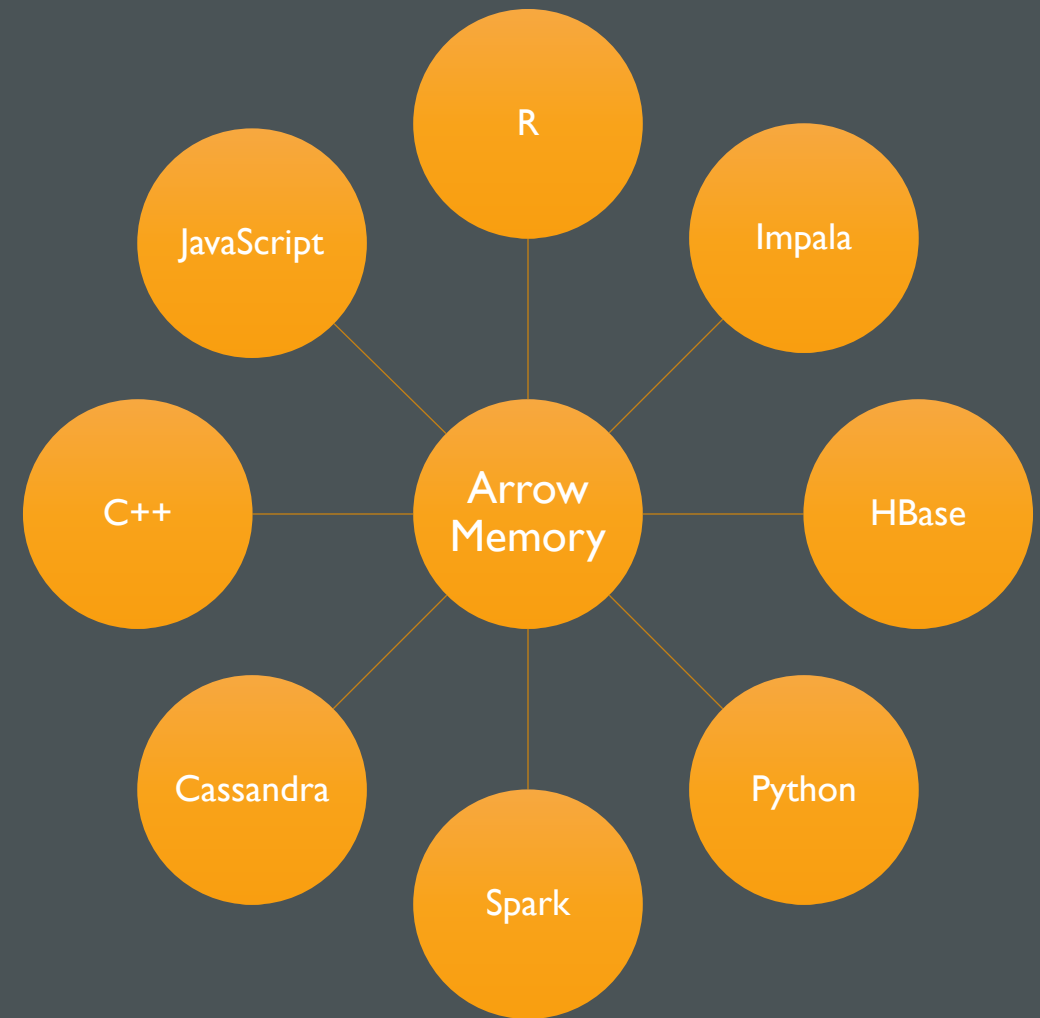 R
JavaScript
Impala
C++
Arrow
Memory
HBase
Cassandra
Python
Spark